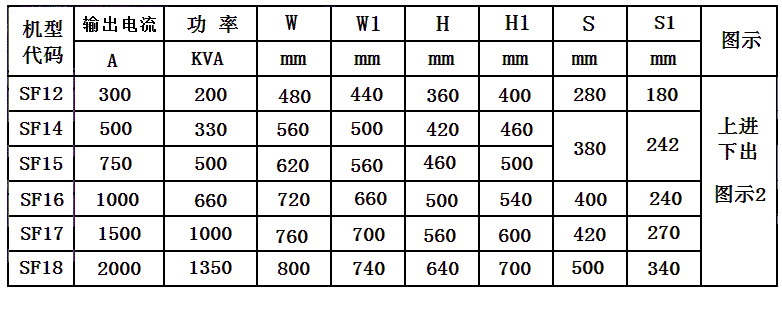 机型代码 输出电流 功 率 W W1 H H1 S S1 图示
A KVA mm mm mm mm mm mm
SF12 300 200 480 440 360 400 280 180 上进下出 图示2
SF14 500 330 560 500 420 460 380 242
SF15 750 500 620 560 460 500
SF16 1000 660 720 660 500 540 400 240
SF17 1500 1000 760 700 560 600 420 270
SF18 2000 1350 800 740 640 700 500 340